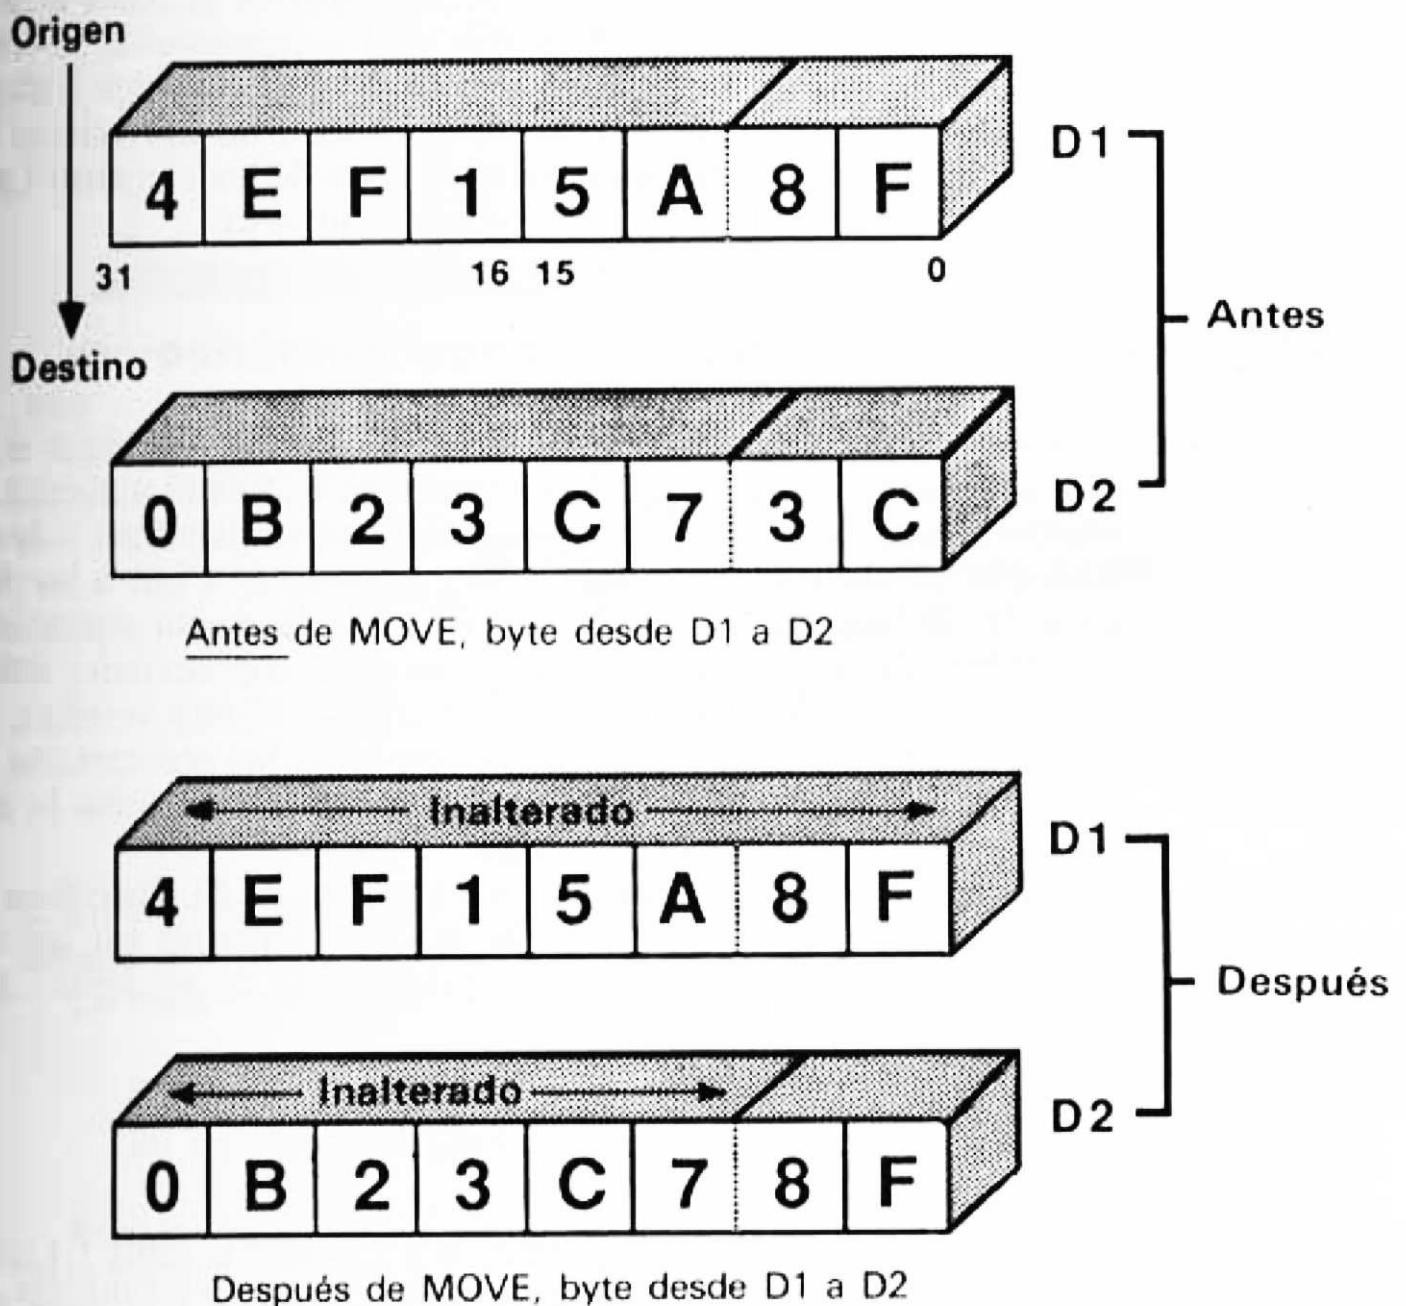 Origen
4 E F 1 5 A 8 F
D1
31 16 15 0
Antes
Destino
0 B 2 3 C 7 3 C
D2
Antes de MOVE, byte desde D1 a D2
Inalterado
4 E F 1 5 A 8 F
D1
Después
Inalterado
0 B 2 3 C 7 8 F
D2
Después de MOVE, byte desde D1 a D2